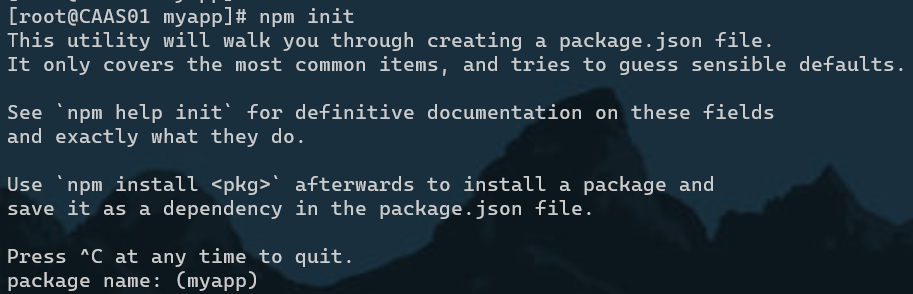 [root@CAAS01 myapp]# npm init
This utility will walk you through creating a package.json file.
It only covers the most common items, and tries to guess sensible defaults.
See `npm help init` for definitive documentation on these fields
and exactly what they do.
Use `npm install <pkg>` afterwards to install a package and
save it as a dependency in the package.json file.
Press ^C at any time to quit.
package name: (myapp)